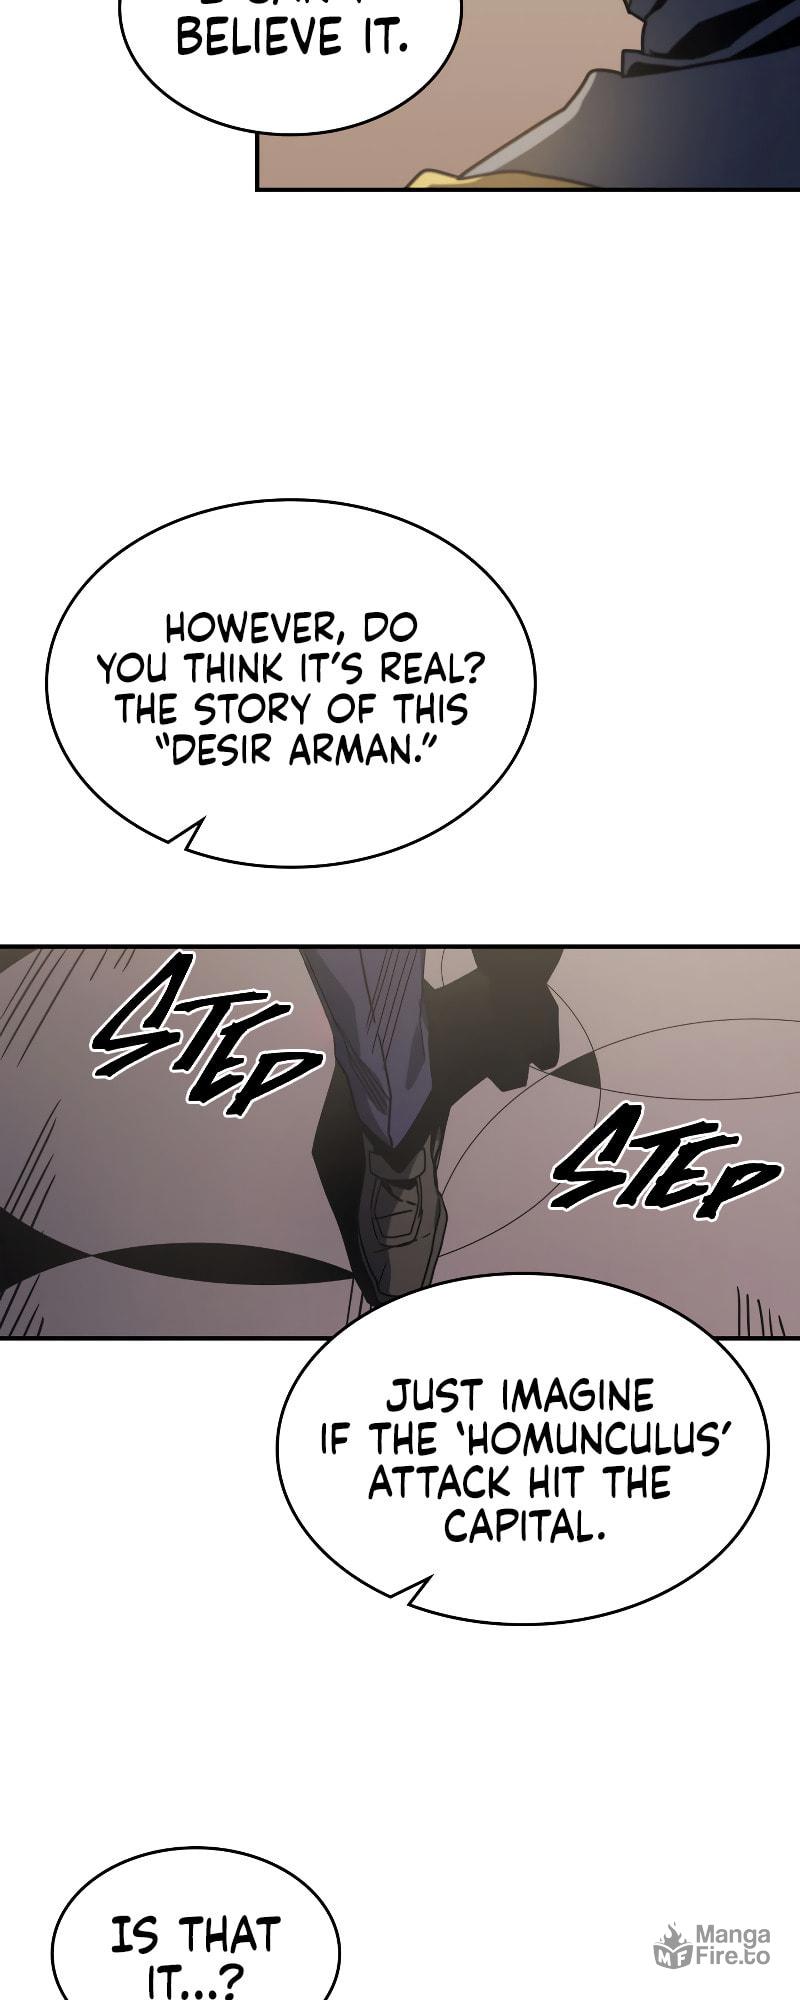 BELIEVE IT.
HOWEVER, DO
YOU THINK IT'S REAL?
THE STORY OF THIS
"DESIR ARMAN."
STEP
STEP
JUST IMAGINE
IF THE 'HOMUNCULUS'
ATTACK HIT THE
CAPITAL.
IS THAT
IT...?
Manga
MF Fire.to